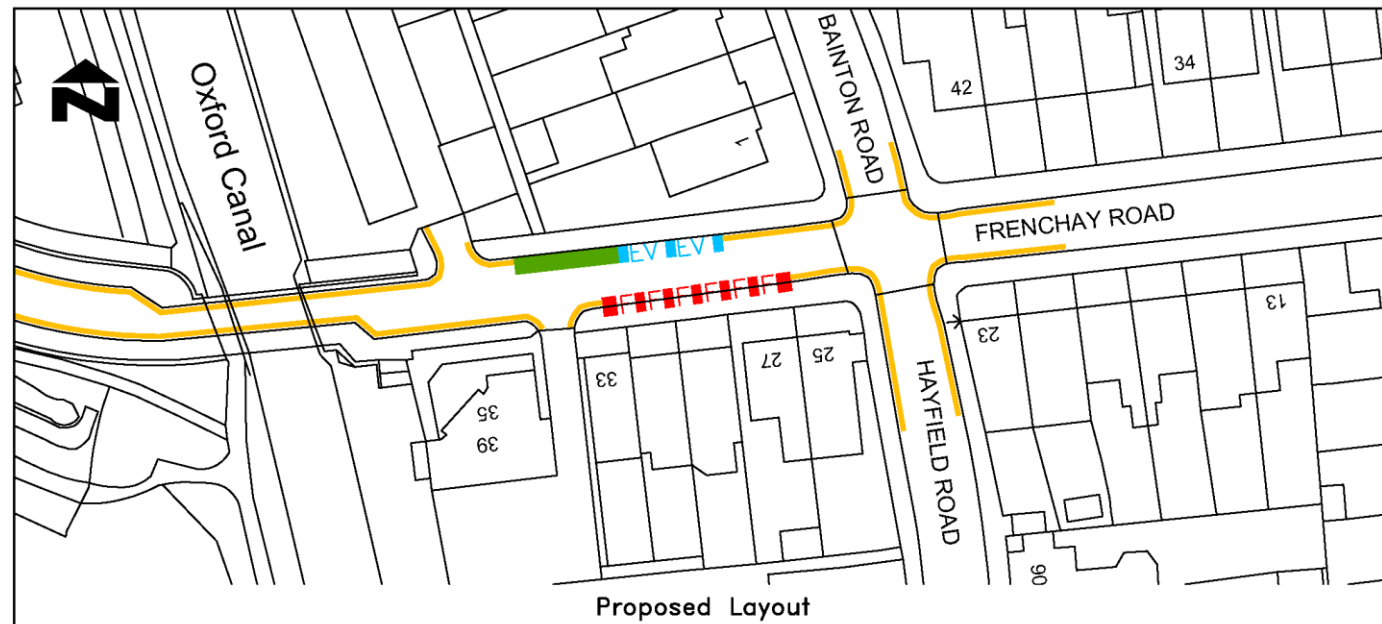 N
Oxford Canal
BAINTON ROAD
42
34
1
FRENCHAY ROAD
EV EV
F F F F F F
33
27
25
23
13
35
39
HAYFIELD ROAD
90
Proposed Layout